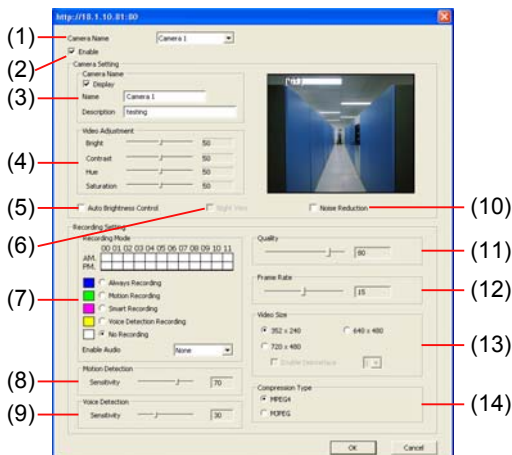 http://18.1.10.81:80
(1) Camera Name Camera 1
(2) Enable
Camera Setting
Camera Name
Display
(3) Name Camera 1
Description testing
Video Adjustment
Bright 50
(4) Contrast 50
Hue 50
Saturation 50
(5) Auto Brightness Control
(6) Night View
Noise Reduction (10)
Recording Setting
Recording Mode
00 01 02 03 04 05 06 07 08 09 10 11
AM.
PM.
(7) Always Recording
Motion Recording
Smart Recording
Voice Detection Recording
No Recording
Enable Audio None
Motion Detection
(8) Sensitivity 70
Voice Detection
(9) Sensitivity 30
Quality
80 (11)
Frame Rate
15 (12)
Video Size
352 x 240 640 x 480
720 x 480 (13)
Enable Deinterlace
Compression Type
MPEG4 (14)
MJPEG
OK Cancel